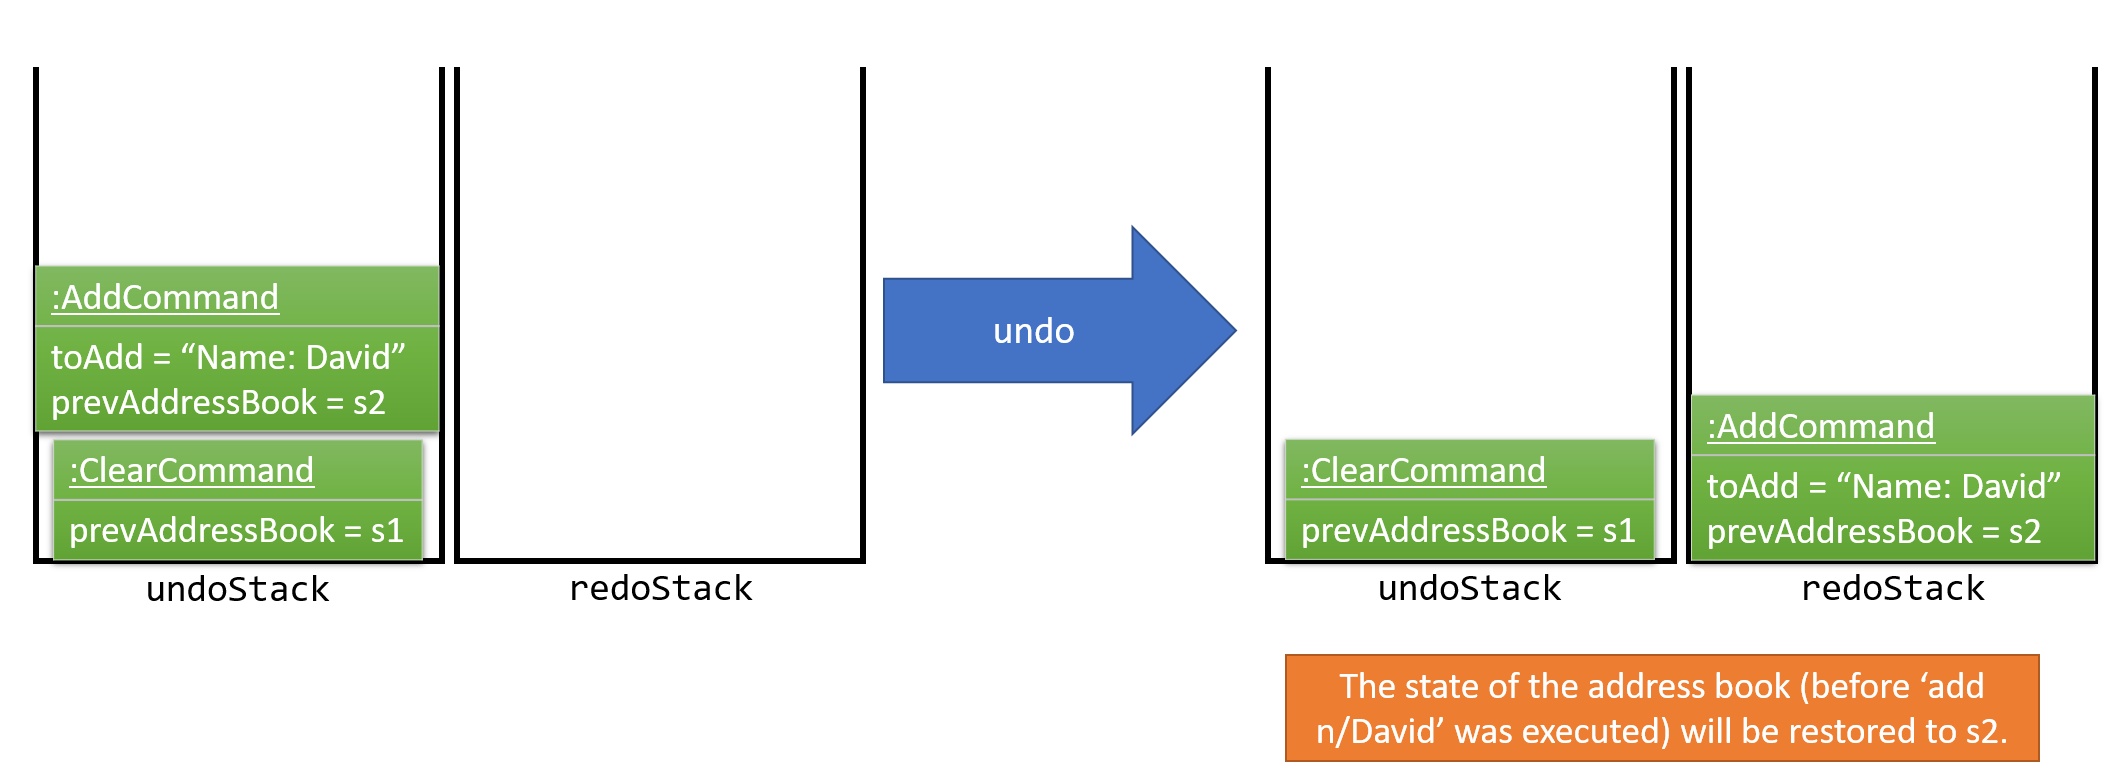 :AddCommand
toAdd = “Name: David”
prevAddressBook = s2
:ClearCommand
prevAddressBook = s1
undoStack
redoStack
undo
:ClearCommand
prevAddressBook = s1
undoStack
:AddCommand
toAdd = “Name: David”
prevAddressBook = s2
redoStack
The state of the address book (before ‘add
n/David’ was executed) will be restored to s2.